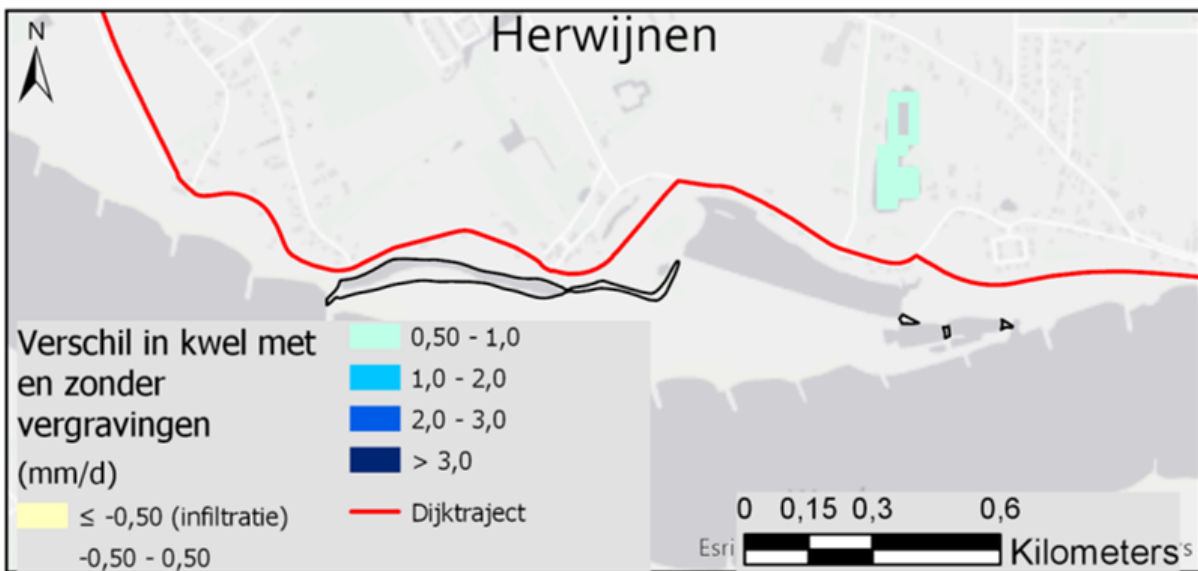 Herwijnen
N
Verschil in kwel met
en zonder
vergravingen
(mm/d)
≤ -0,50 (infiltratie)
-0,50 - 0,50
0,50 - 1,0
1,0 - 2,0
2,0 - 3,0
> 3,0
Dijktraject
0 0,15 0,3 0,6
Kilometers
Esri